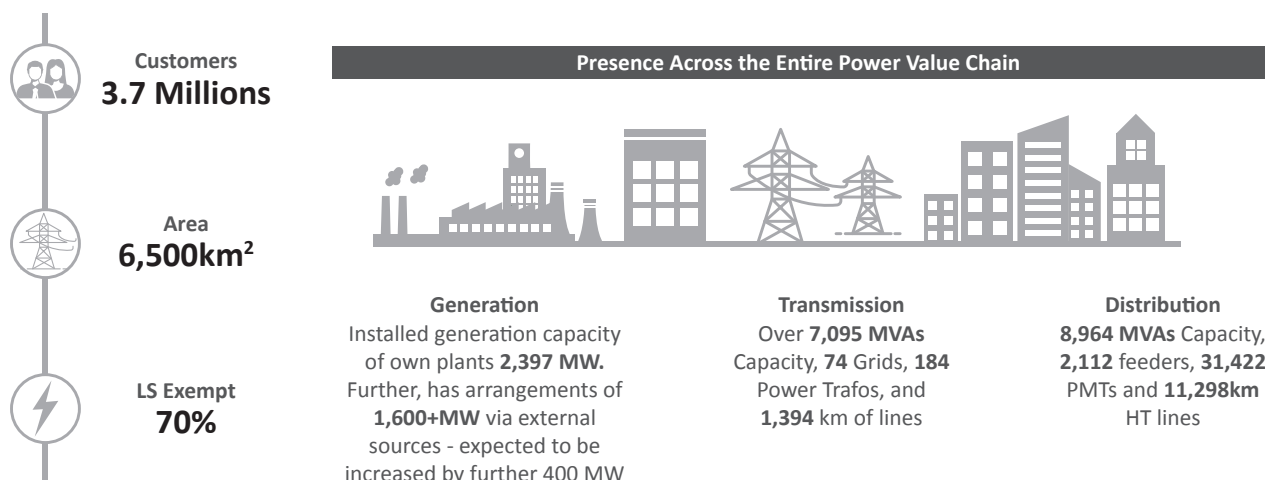 Customers
3.7 Millions
Area
6,500km²
LS Exempt
70%
Presence Across the Entire Power Value Chain
Generation
Installed generation capacity
of own plants 2,397 MW.
Further, has arrangements of
1,600+MW via external
sources - expected to be
increased by further 400 MW
Transmission
Over 7,095 MVAs
Capacity, 74 Grids, 184
Power Trafos, and
1,394 km of lines
Distribution
8,964 MVAs Capacity,
2,112 feeders, 31,422
PMTs and 11,298km
HT lines